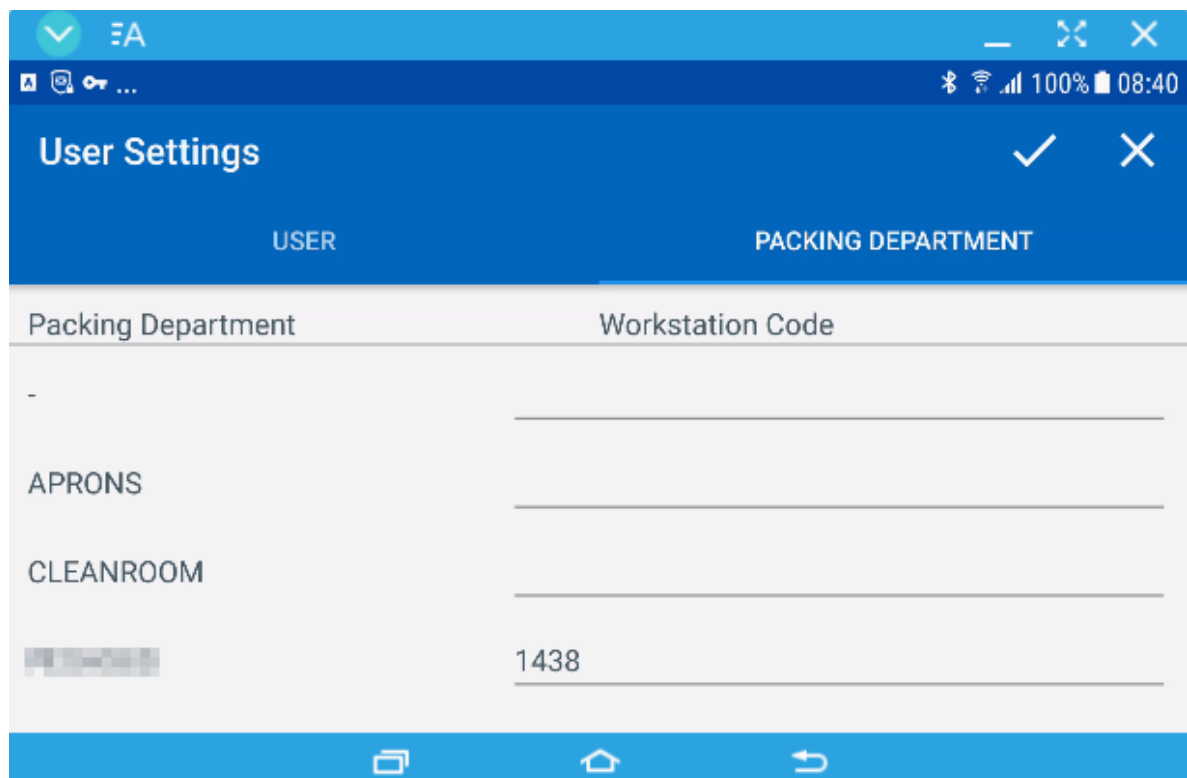 ΞA
... 100% 08:40
User Settings
USER PACKING DEPARTMENT
Packing Department Workstation Code
-
APRONS
CLEANROOM
1438